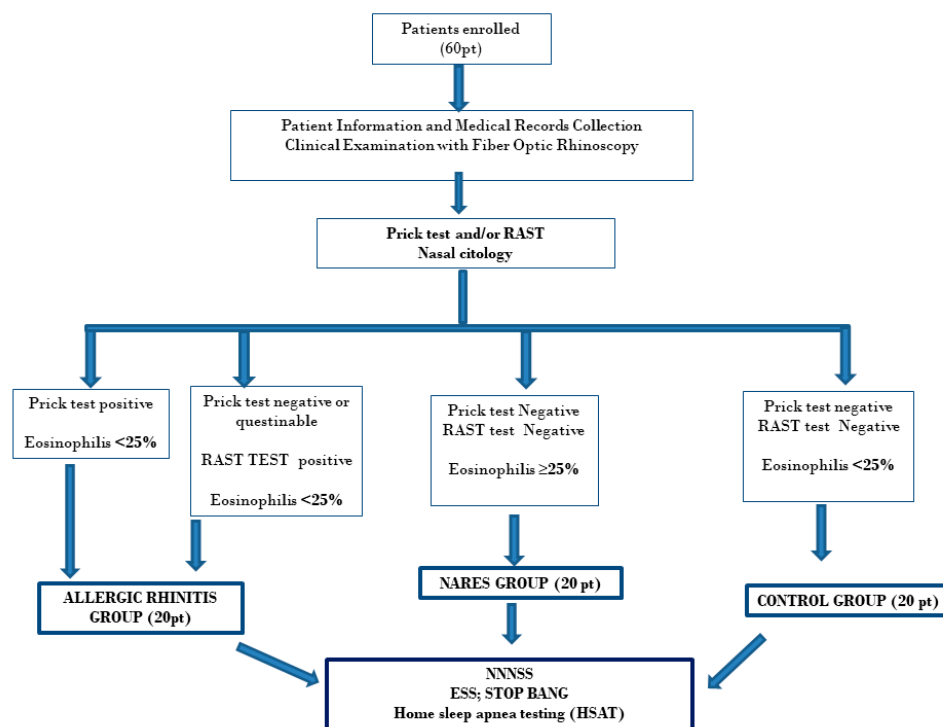 Patients enrolled
(60pt)
Patient Information and Medical Records Collection
Clinical Examination with Fiber Optic Rhinoscopy
Prick test and/or RAST
Nasal citology
Prick test positive
Eosinophilis <25%
Prick test negative or
questinable
RAST TEST positive
Eosinophilis <25%
Prick test Negative
RAST test Negative
Eosinophilis ≥25%
Prick test negative
RAST test Negative
Eosinophilis <25%
ALLERGIC RHINITIS
GROUP (20pt)
NARES GROUP (20 pt)
CONTROL GROUP (20 pt)
NNNSS
ESS; STOP BANG
Home sleep apnea testing (HSAT)